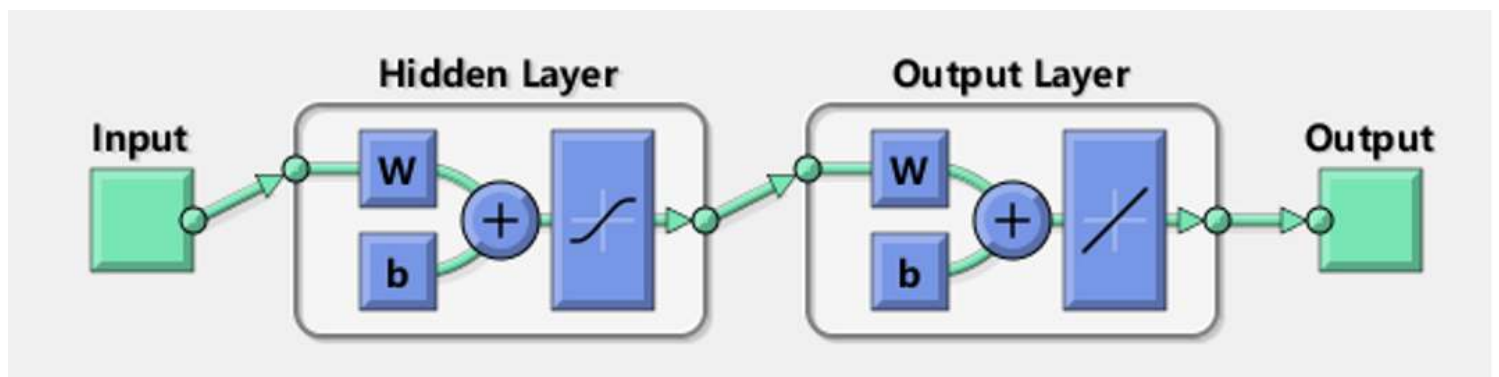 Hidden Layer
Output Layer
Input
Output
W
W
+
+
b
b